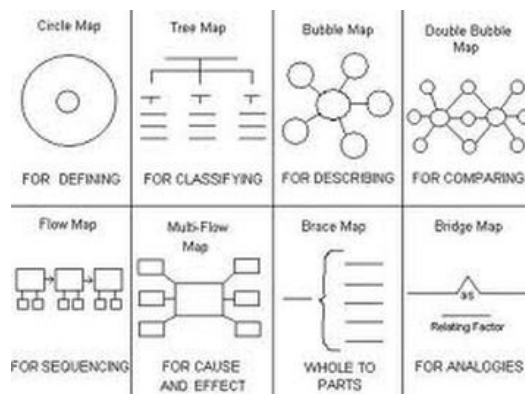 Circle Map
FOR DEFINING
Tree Map
FOR CLASSIFYING
Bubble Map
FOR DESCRIBING
Double Bubble
Map
FOR COMPARING
Flow Map
FOR SEQUENCING
Multi-Flow
Map
FOR CAUSE
AND EFFECT
Brace Map
WHOLE TO
PARTS
Bridge Map
as
Relating Factor
FOR ANALOGIES